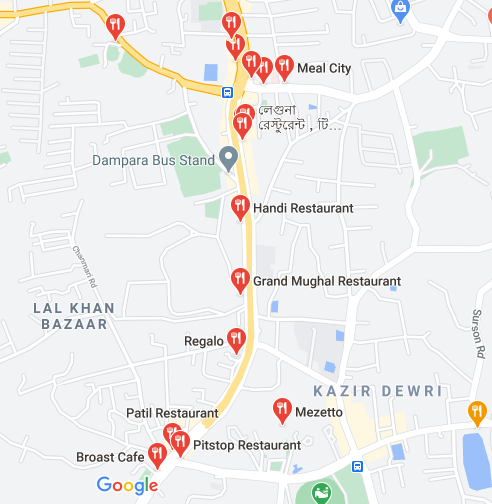 Meal City
লেগুনা
রেস্টুরেন্ট , টি...
Dampara Bus Stand
Handi Restaurant
Chanmari Rd
Grand Mughal Restaurant
LAL KHAN
BAZAAR
Regalo
Surson Rd
KAZIR DEWRI
Patil Restaurant
Mezetto
Pitstop Restaurant
Broast Cafe
Google